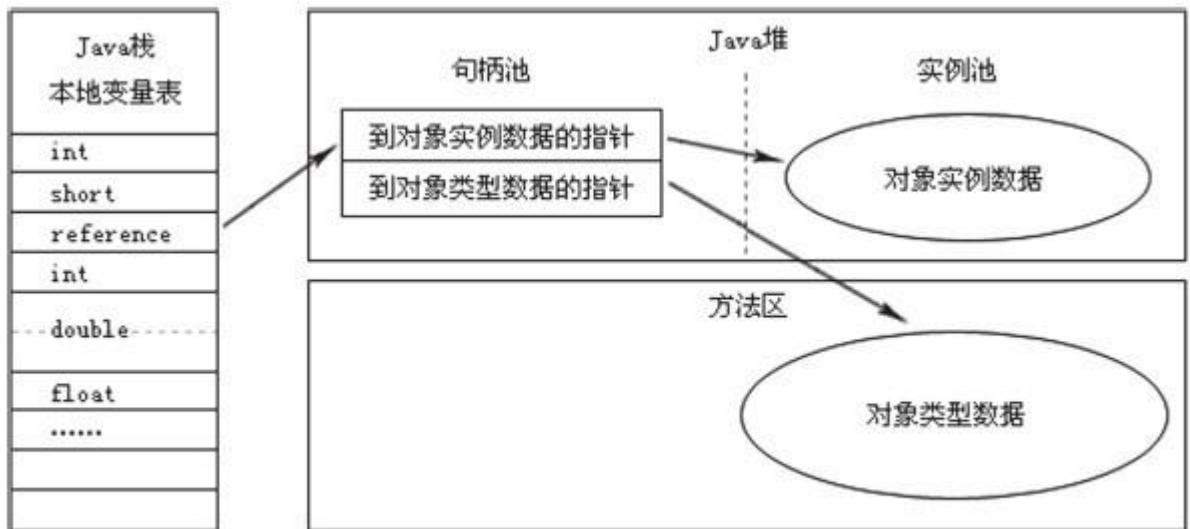 Java栈
本地变量表
int
short
reference
int
double
float
……
Java堆
句柄池
实例池
到对象实例数据的指针
到对象类型数据的指针
对象实例数据
方法区
对象类型数据